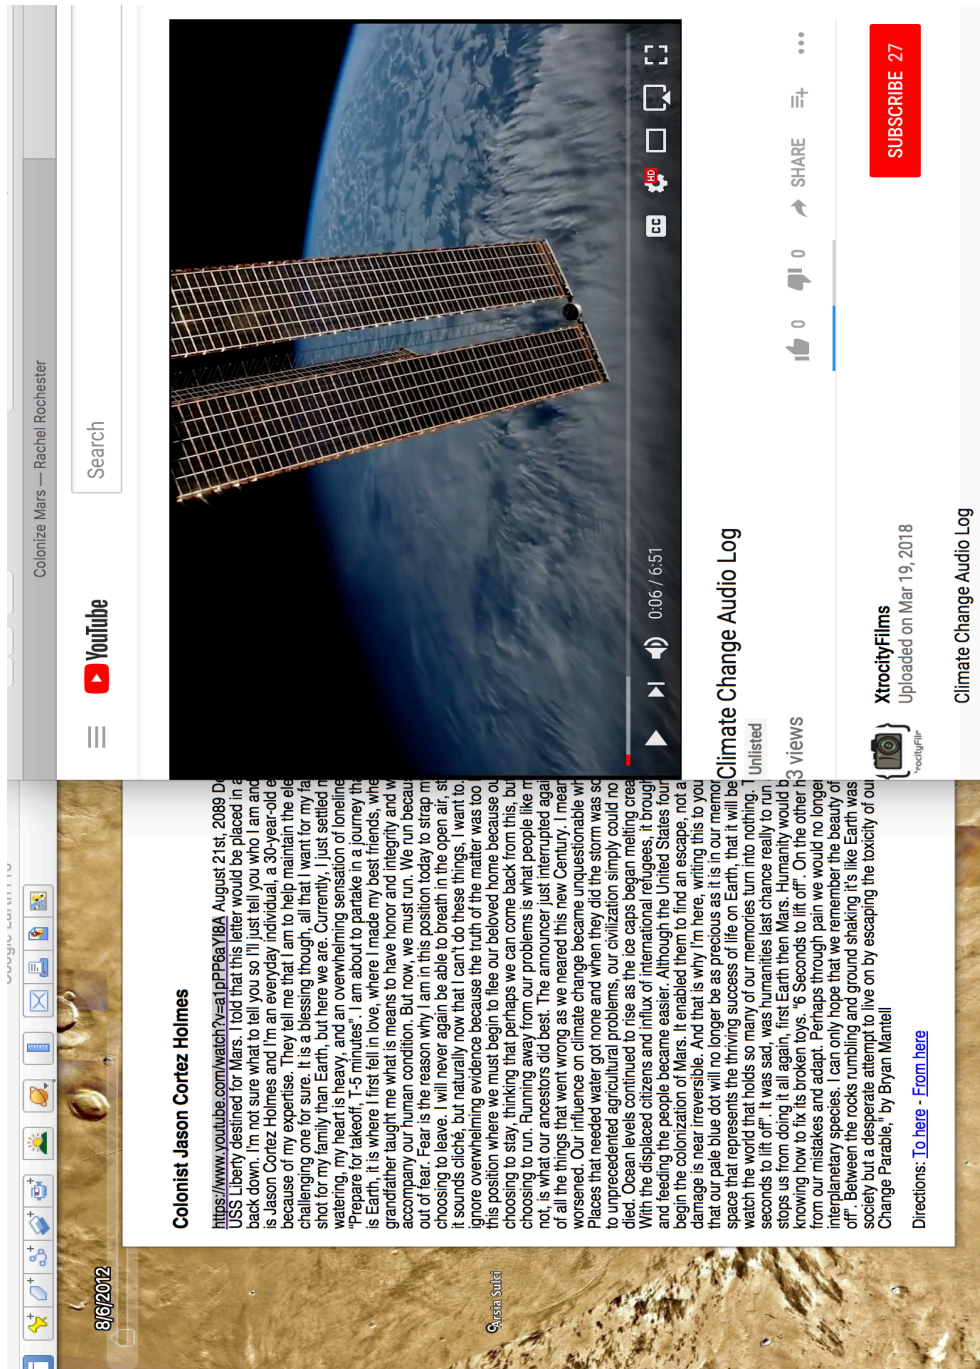 Google Earth Pro
8/6/2012
Arsia Sulci
Colonist Jason Cortez Holmes
https://www.youtube.com/watch?v=a1pPP6aYI8A August 21st, 2089 D
USS Liberty destined for Mars. I told that this letter would be placed in a
back down. I'm not sure what to tell you so I'll just tell you who I am and
is Jason Cortez Holmes and I'm an everyday individual, a 30-year-old e
because of my expertise. They tell me that I am to help maintain the ele
challenging one for sure. It is a blessing though, all that I want for my fa
shot for my family than Earth, but here we are. Currently, I just settled n
watering, my heart is heavy, and an overwhelming sensation of lonelin
"Prepare for takeoff, T-5 minutes". I am about to partake in a journey tha
is Earth, it is where I first fell in love, where I made my best friends, whe
grandfather taught me what is means to have honor and integrity and w
accompany our human condition. But now, we must run. We run becaus
out of fear. Fear is the reason why I am in this position today to strap m
choosing to leave. I will never again be able to breath in the open air, st
it sounds cliché, but naturally now that I can't do these things, I want to.
ignore overwhelming evidence because the truth of the matter was too
this position where we must begin to flee our beloved home because ou
choosing to stay, thinking that perhaps we can come back from this, but
choosing to run. Running away from our problems is what people like m
not, is what our ancestors did best. The announcer just interrupted again
of all the things that went wrong as we neared this new Century. I mean
worsened. Our influence on climate change became unquestionable wh
Places that needed water got none and when they did the storm was so
to unprecedented agricultural problems, our civilization simply could no
died. Ocean levels continued to rise as the ice caps began melting crea
With the displaced citizens and influx of international refugees, it brough
and feeding the people became easier. Although the United States four
begin the colonization of Mars. It enabled them to find an escape, not a
damage is near irreversible. And that is why I'm here, writing this to you
that our pale blue dot will no longer be as precious as it is in our memor
space that represents the thriving success of life on Earth, that it will be
watch the world that holds so many of our memories turn into nothing. T
seconds to lift off". It was sad, was humanities last chance really to run
stops us from doing it all again, first Earth then Mars. Humanity would b
knowing how to fix its broken toys. "6 Seconds to lift off". On the other h
from our mistakes and adapt. Perhaps through pain we would no longer
interplanetary species. I can only hope that we remember the beauty of
off". Between the rocks rumbling and ground shaking it's like Earth was
society but a desperate attempt to live on by escaping the toxicity of our
Change Parable," by Bryan Mantell
Directions: To here - From here
Colonize Mars — Rachel Rochester
YouTube
Search
0:06 / 6:51
CC
HD
Climate Change Audio Log
Unlisted
3 views
0
0
SHARE
XtrocityFilms
Uploaded on Mar 19, 2018
SUBSCRIBE 27
Climate Change Audio Log